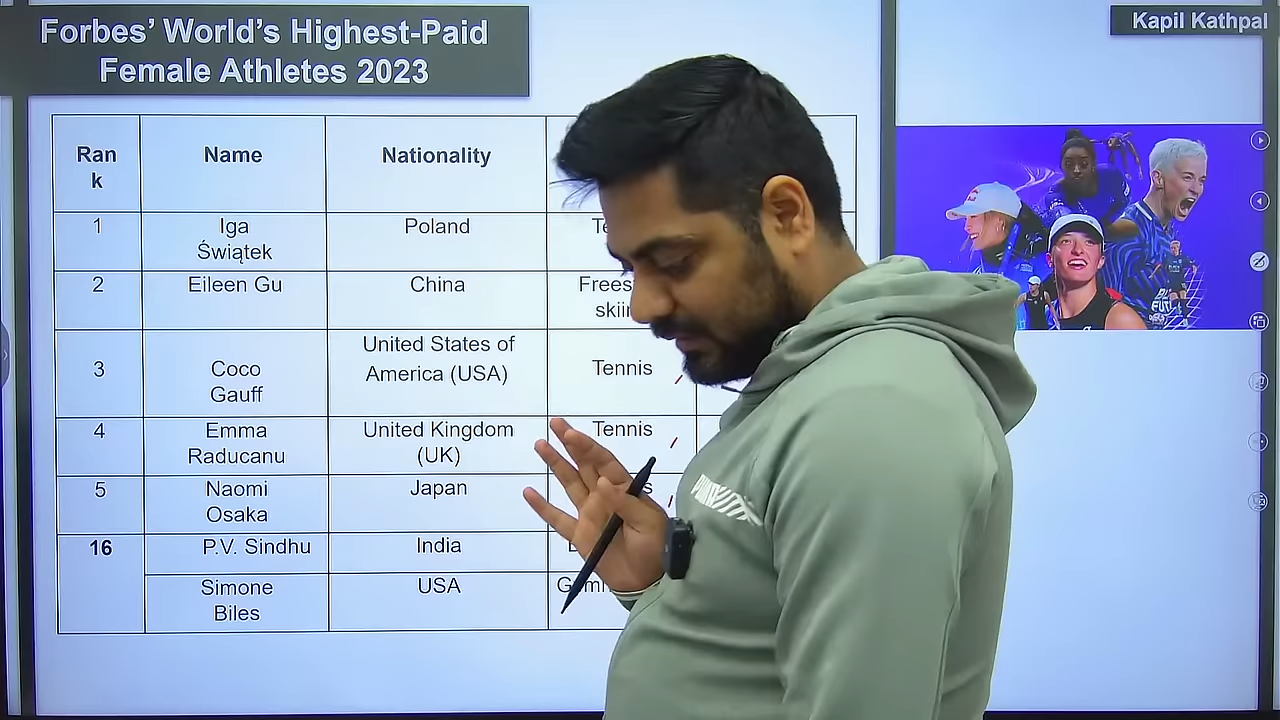 Forbes' World's Highest-Paid
Female Athletes 2023
Kapil Kathpal
Ran
k
Name
Nationality
1
Iga
Świątek
Poland
2
Eileen Gu
China
3
Coco
Gauff
United States of
America (USA)
Tennis
4
Emma
Raducanu
United Kingdom
(UK)
Tennis
5
Naomi
Osaka
Japan
16
P.V. Sindhu
India
Simone
Biles
USA